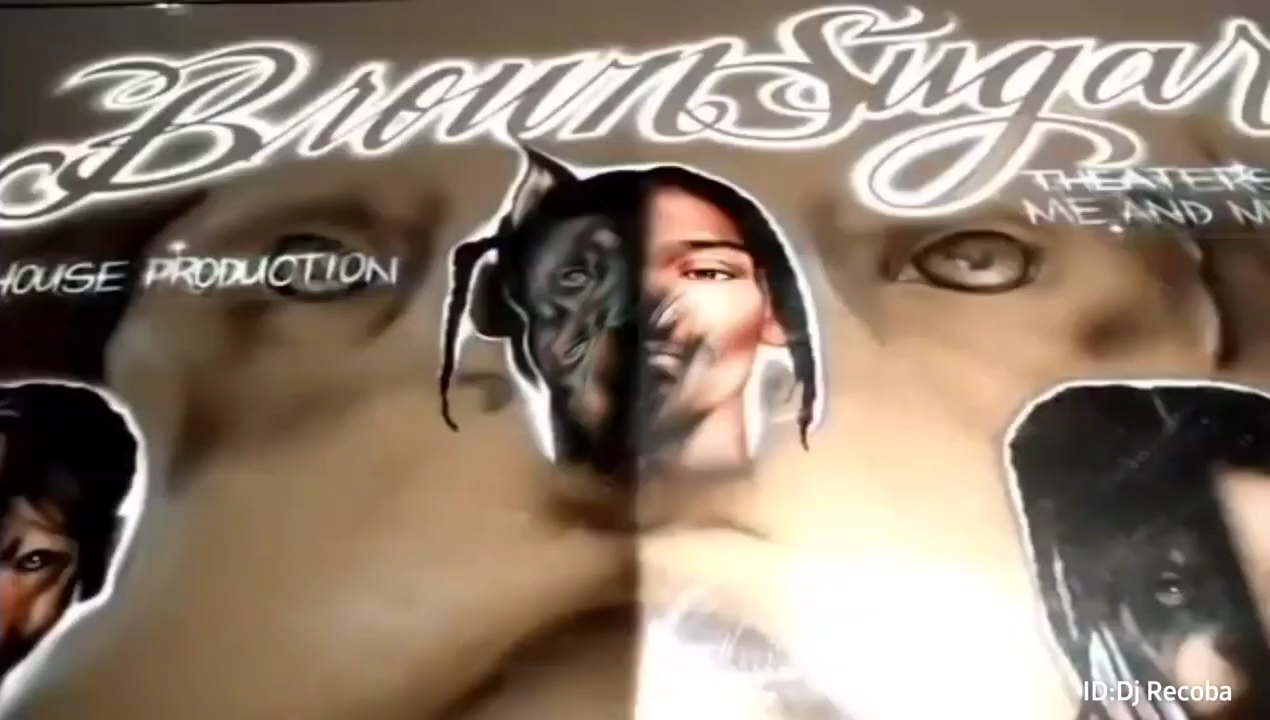 Brown Sugar
THEATERS
ME AND
HOUSE PRODUCTION
ID:Dj Recoba